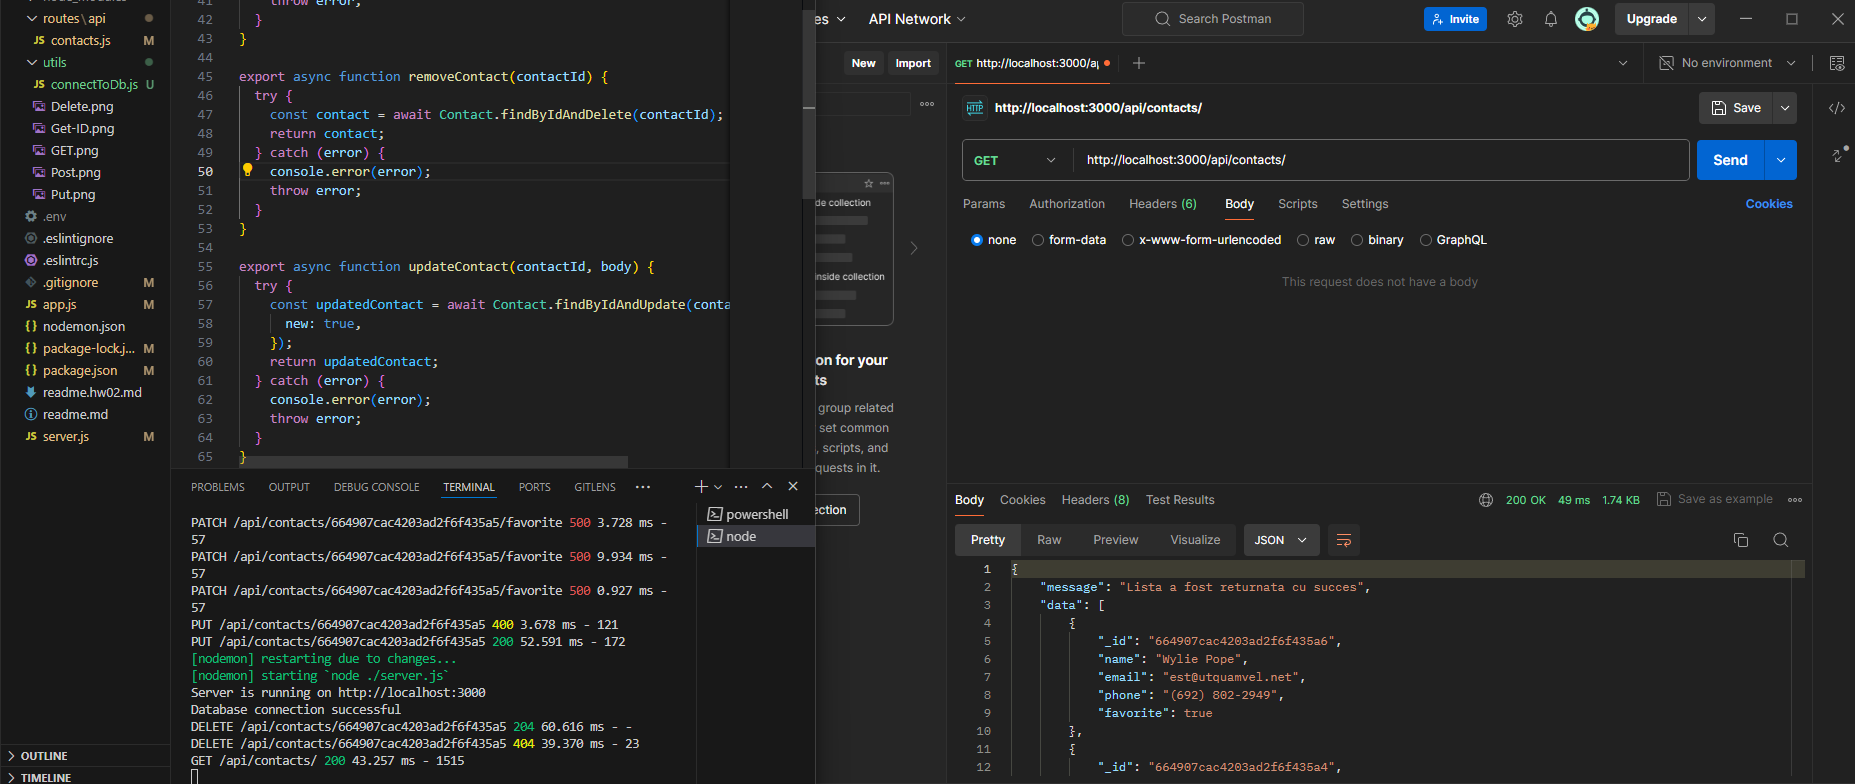 routes\api
JS contacts.js M
utils
JS connectToDb.js U
Delete.png
Get-ID.png
GET.png
Post.png
Put.png
.env
.eslintignore
.eslintrc.js
.gitignore M
JS app.js M
{} nodemon.json
{} package-lock.j... M
{} package.json M
readme.hw02.md
readme.md
JS server.js M
OUTLINE
TIMELINE
41 throw error;
42 }
43 }
44
45 export async function removeContact(contactId) {
46 try {
47 const contact = await Contact.findByIdAndDelete(contactId);
48 return contact;
49 } catch (error) {
50 console.error(error);
51 throw error;
52 }
53 }
54
55 export async function updateContact(contactId, body) {
56 try {
57 const updatedContact = await Contact.findByIdAndUpdate(conta
58 new: true,
59 });
60 return updatedContact;
61 } catch (error) {
62 console.error(error);
63 throw error;
64 }
65 }
PROBLEMS OUTPUT DEBUG CONSOLE TERMINAL PORTS GITLENS
PATCH /api/contacts/664907cac4203ad2f6f435a5/favorite 500 3.728 ms -
57
PATCH /api/contacts/664907cac4203ad2f6f435a5/favorite 500 9.934 ms -
57
PATCH /api/contacts/664907cac4203ad2f6f435a5/favorite 500 0.927 ms -
57
PUT /api/contacts/664907cac4203ad2f6f435a5 400 3.678 ms - 121
PUT /api/contacts/664907cac4203ad2f6f435a5 200 52.591 ms - 172
[nodemon] restarting due to changes...
[nodemon] starting `node ./server.js`
Server is running on http://localhost:3000
Database connection successful
DELETE /api/contacts/664907cac4203ad2f6f435a5 204 60.616 ms - -
DELETE /api/contacts/664907cac4203ad2f6f435a5 404 39.370 ms - 23
GET /api/contacts/ 200 43.257 ms - 1515
powershell
node
es API Network Search Postman Invite Upgrade
New Import
de collection
inside collection
on for your
ts
group related
set common
, scripts, and
quests in it.
ection
GET http://localhost:3000/a No environment
HTTP http://localhost:3000/api/contacts/ Save
GET http://localhost:3000/api/contacts/ Send
Params Authorization Headers (6) Body Scripts Settings Cookies
none form-data x-www-form-urlencoded raw binary GraphQL
This request does not have a body
Body Cookies Headers (8) Test Results 200 OK 49 ms 1.74 KB Save as example
Pretty Raw Preview Visualize JSON
1 {
2 "message": "Lista a fost returnata cu succes",
3 "data": [
4 {
5 "_id": "664907cac4203ad2f6f435a6",
6 "name": "Wylie Pope",
7 "email": "est@utquamvel.net",
8 "phone": "(692) 802-2949",
9 "favorite": true
10 },
11 {
12 "_id": "664907cac4203ad2f6f435a4",